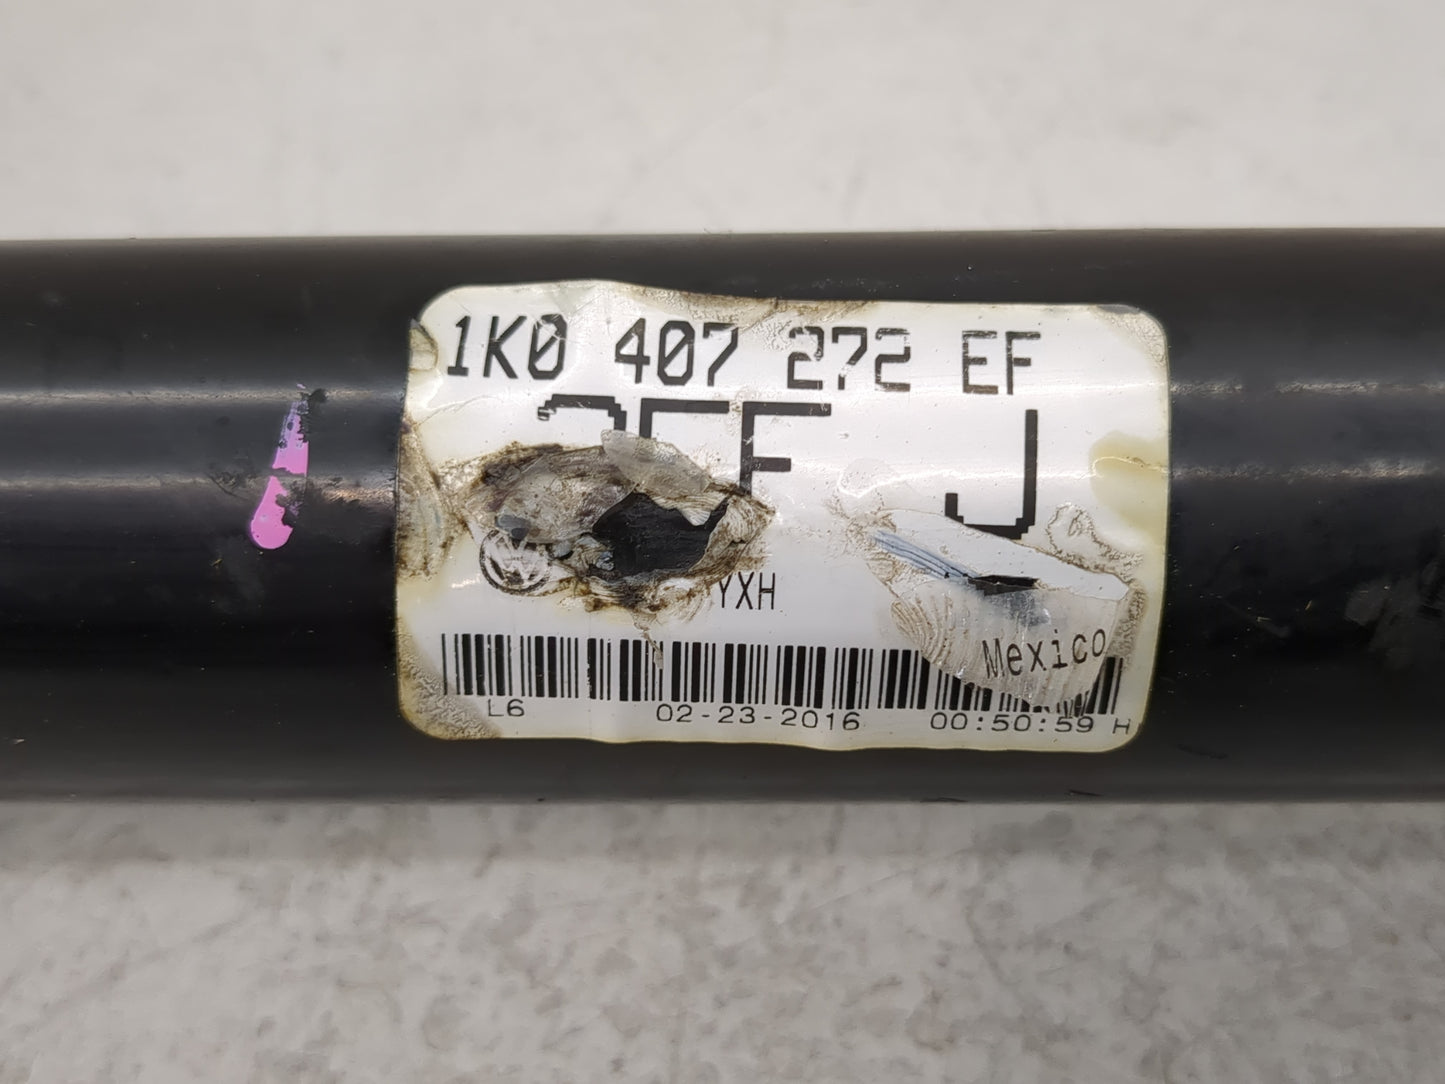 1K0 407 272 EF
J
YXH
Mexico
L6 02-23-2016 00:50:59 H